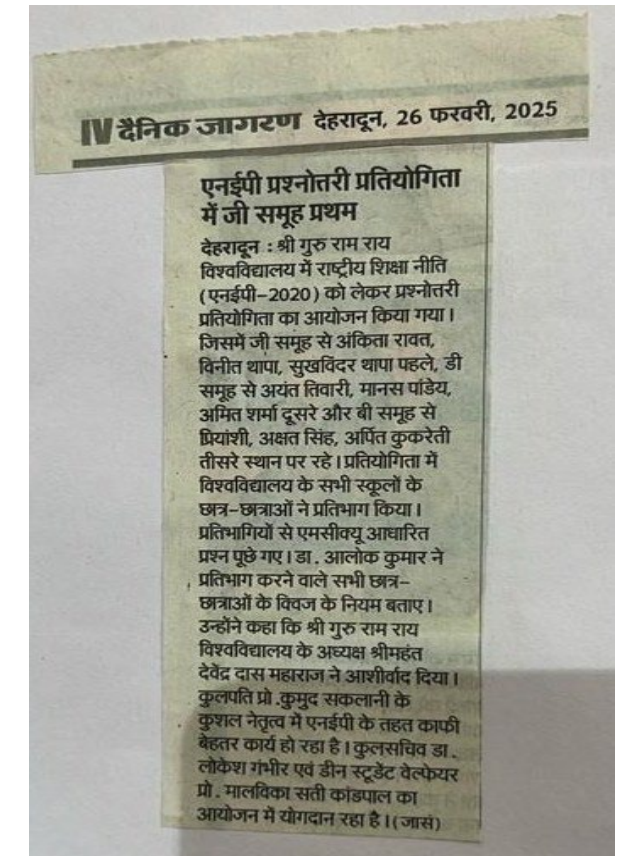 IV दैनिक जागरण देहरादून, 26 फरवरी, 2025
एनईपी प्रश्नोत्तरी प्रतियोगिता
में जी समूह प्रथम
देहरादून : श्री गुरु राम राय
विश्वविद्यालय में राष्ट्रीय शिक्षा नीति
(एनईपी-2020) को लेकर प्रश्नोत्तरी
प्रतियोगिता का आयोजन किया गया।
जिसमें जी समूह से अंकिता रावत,
विनीत थापा, सुखविंदर थापा पहले, डी
समूह से अयंत तिवारी, मानस पांडेय,
अमित शर्मा दूसरे और बी समूह से
प्रियांशी, अक्षत सिंह, अर्पित कुकरेती
तीसरे स्थान पर रहे। प्रतियोगिता में
विश्वविद्यालय के सभी स्कूलों के
छात्र-छात्राओं ने प्रतिभाग किया।
प्रतिभागियों से एमसीक्यू आधारित
प्रश्न पूछे गए। डा. आलोक कुमार ने
प्रतिभाग करने वाले सभी छात्र-
छात्राओं के क्विज के नियम बताए।
उन्होंने कहा कि श्री गुरु राम राय
विश्वविद्यालय के अध्यक्ष श्रीमहंत
देवेंद्र दास महाराज ने आशीर्वाद दिया।
कुलपति प्रो.कुमुद सकलानी के
कुशल नेतृत्व में एनईपी के तहत काफी
बेहतर कार्य हो रहा है। कुलसचिव डा.
लोकेश गंभीर एवं डीन स्टूडेंट वेल्फेयर
प्रो. मालविका सती कांडपाल का
आयोजन में योगदान रहा है। (जासं)